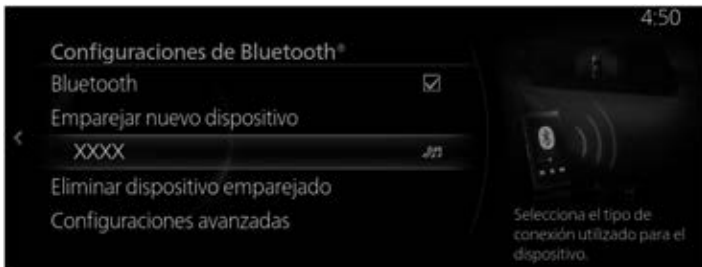 4:50
Configuraciones de Bluetooth®
Bluetooth
Emparejar nuevo dispositivo
XXXX
Eliminar dispositivo emparejado
Configuraciones avanzadas
Selecciona el tipo de
conexión utilizado para el
dispositivo.